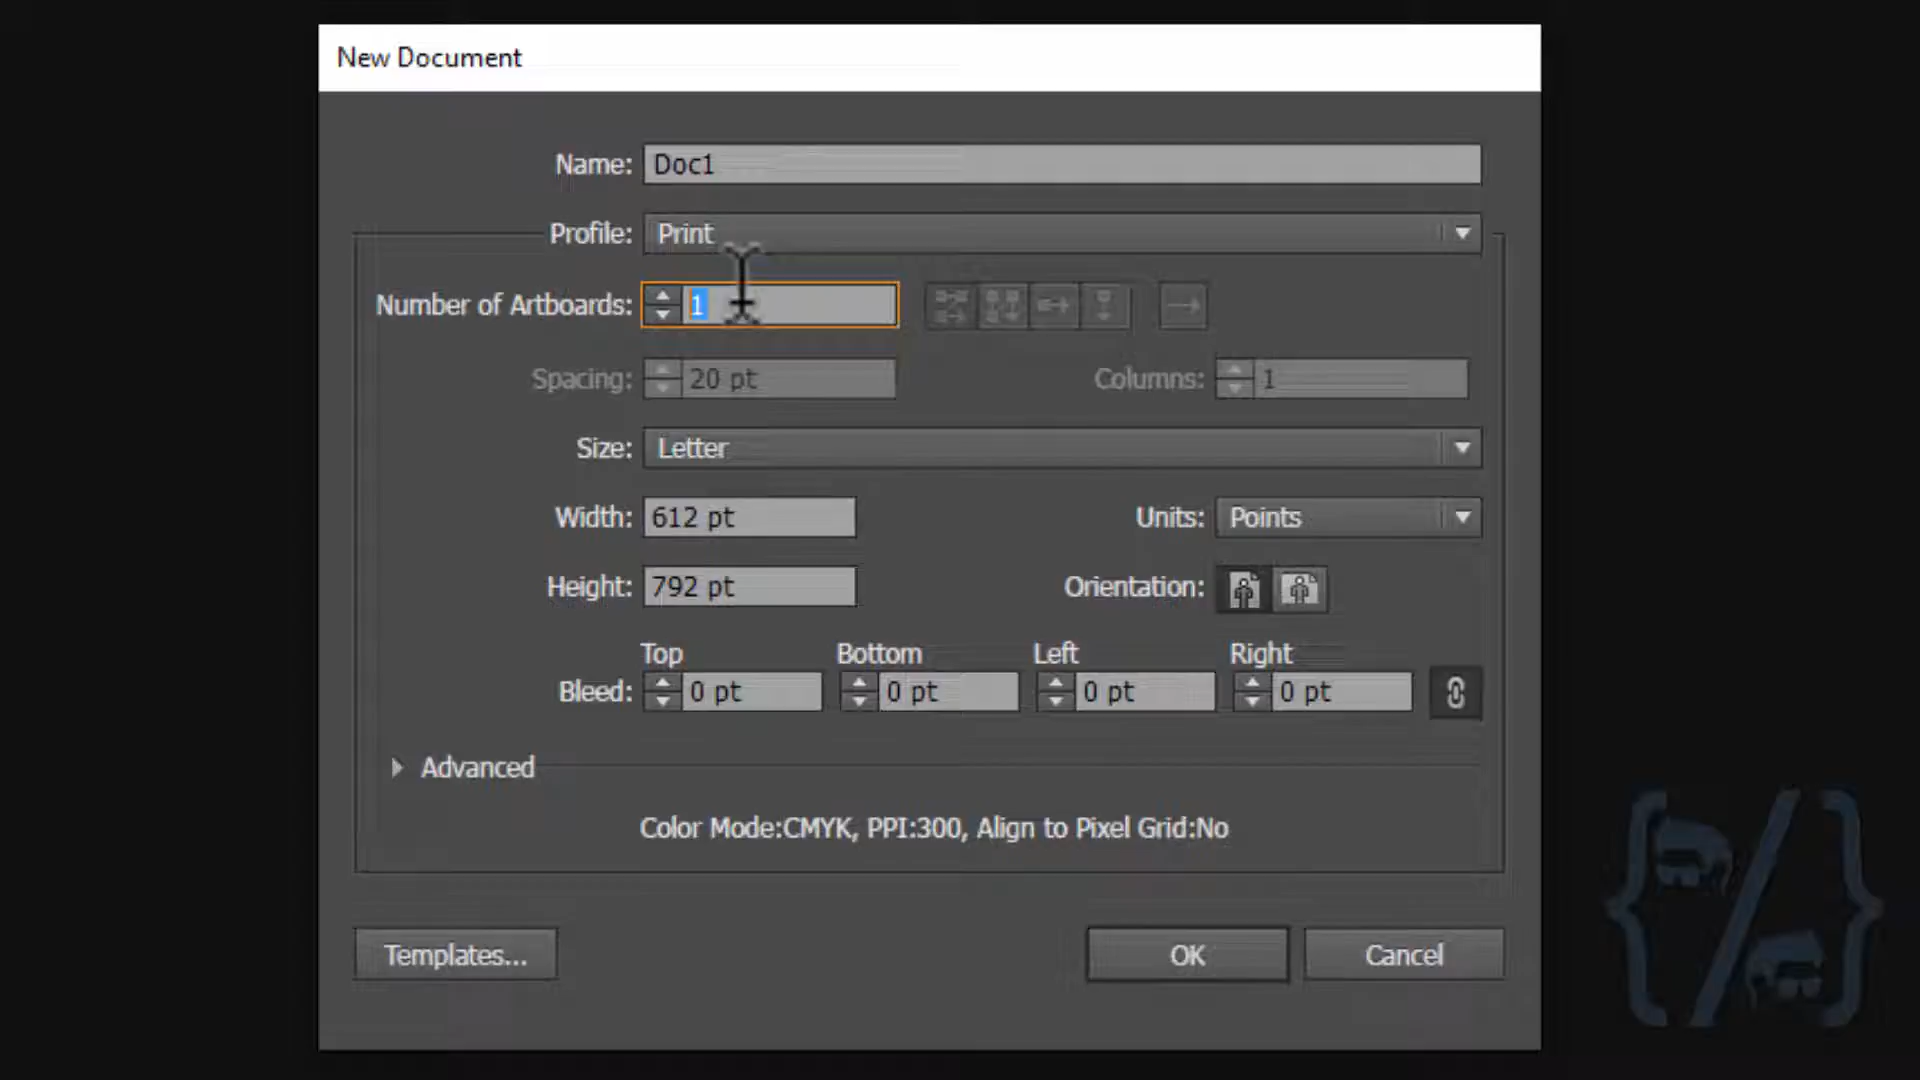 New Document
Name: Doc1
Profile: Print
Number of Artboards: 1
Spacing: 20 pt Columns: 1
Size: Letter
Width: 612 pt Units: Points
Height: 792 pt Orientation:
Top Bottom Left Right
Bleed: 0 pt 0 pt 0 pt 0 pt
Advanced
Color Mode:CMYK, PPI:300, Align to Pixel Grid:No
Templates... OK Cancel